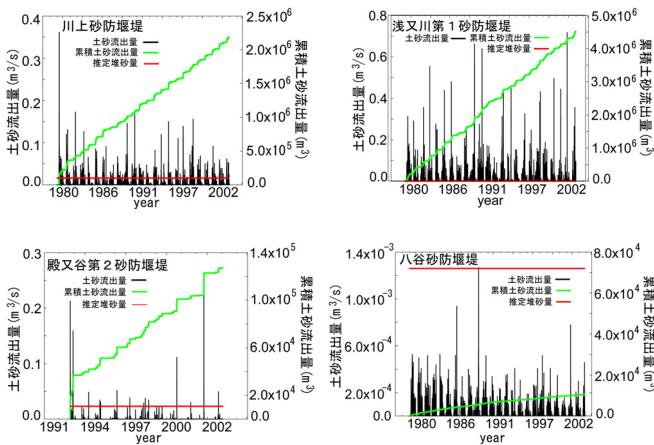 川上砂防堰堤
土砂流出量
累積土砂流出量
推定堆砂量
土砂流出量(m³/s)
0.4
0.3
0.2
0.1
0.0
2.5x10⁶
2.0x10⁶
1.5x10⁶
1.0x10⁶
5.0x10⁵
0.0
累積土砂流出量(m³)
1980 1986 1991 1997 2002
year
浅又川第1砂防堰堤
土砂流出量 累積土砂流出量
推定堆砂量
土砂流出量(m³/s)
0.8
0.6
0.4
0.2
0.0
5.0x10⁶
4.0x10⁶
3.0x10⁶
2.0x10⁶
1.0x10⁶
0.0
累積土砂流出量(m³)
1980 1986 1991 1997 2002
year
殿又谷第2砂防堰堤
土砂流出量
累積土砂流出量
推定堆砂量
土砂流出量(m³/s)
0.3
0.2
0.1
0.0
1.4x10⁵
1.0x10⁵
6.0x10⁴
2.0x10⁴
0.0
累積土砂流出量(m³)
1991 1994 1997 2000 2002
year
八谷砂防堰堤
土砂流出量
累積土砂流出量
推定堆砂量
土砂流出量(m³/s)
1.4x10⁻³
1.0x10⁻³
6.0x10⁻⁴
2.0x10⁻⁴
0.0
8.0x10⁴
6.0x10⁴
4.0x10⁴
2.0x10⁴
0.0
累積土砂流出量(m³)
1980 1986 1991 1997 2002
year